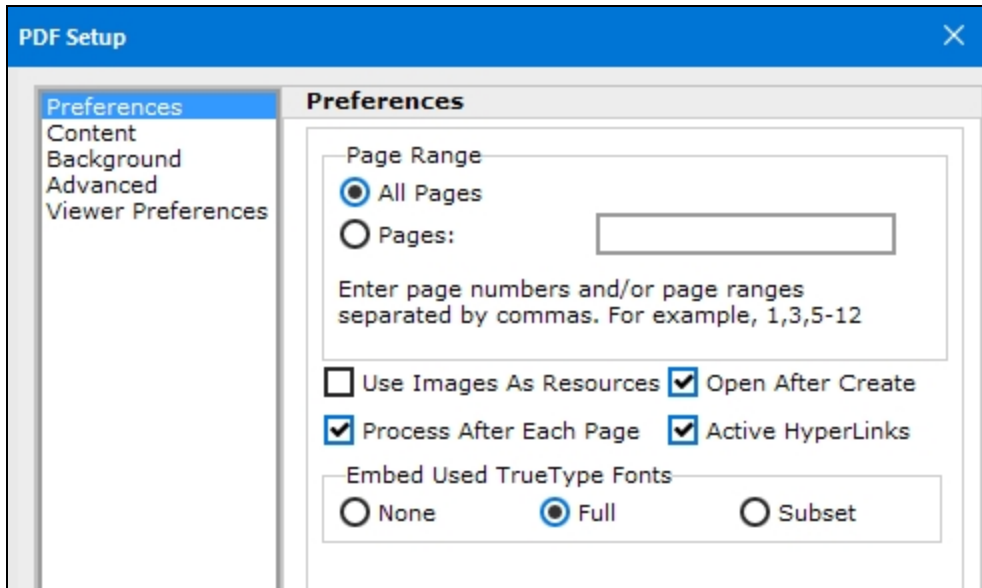 PDF Setup
Preferences
Content
Background
Advanced
Viewer Preferences
Preferences
Page Range
All Pages
Pages:
Enter page numbers and/or page ranges
separated by commas. For example, 1,3,5-12
Use Images As Resources Open After Create
Process After Each Page Active HyperLinks
Embed Used TrueType Fonts
None Full Subset